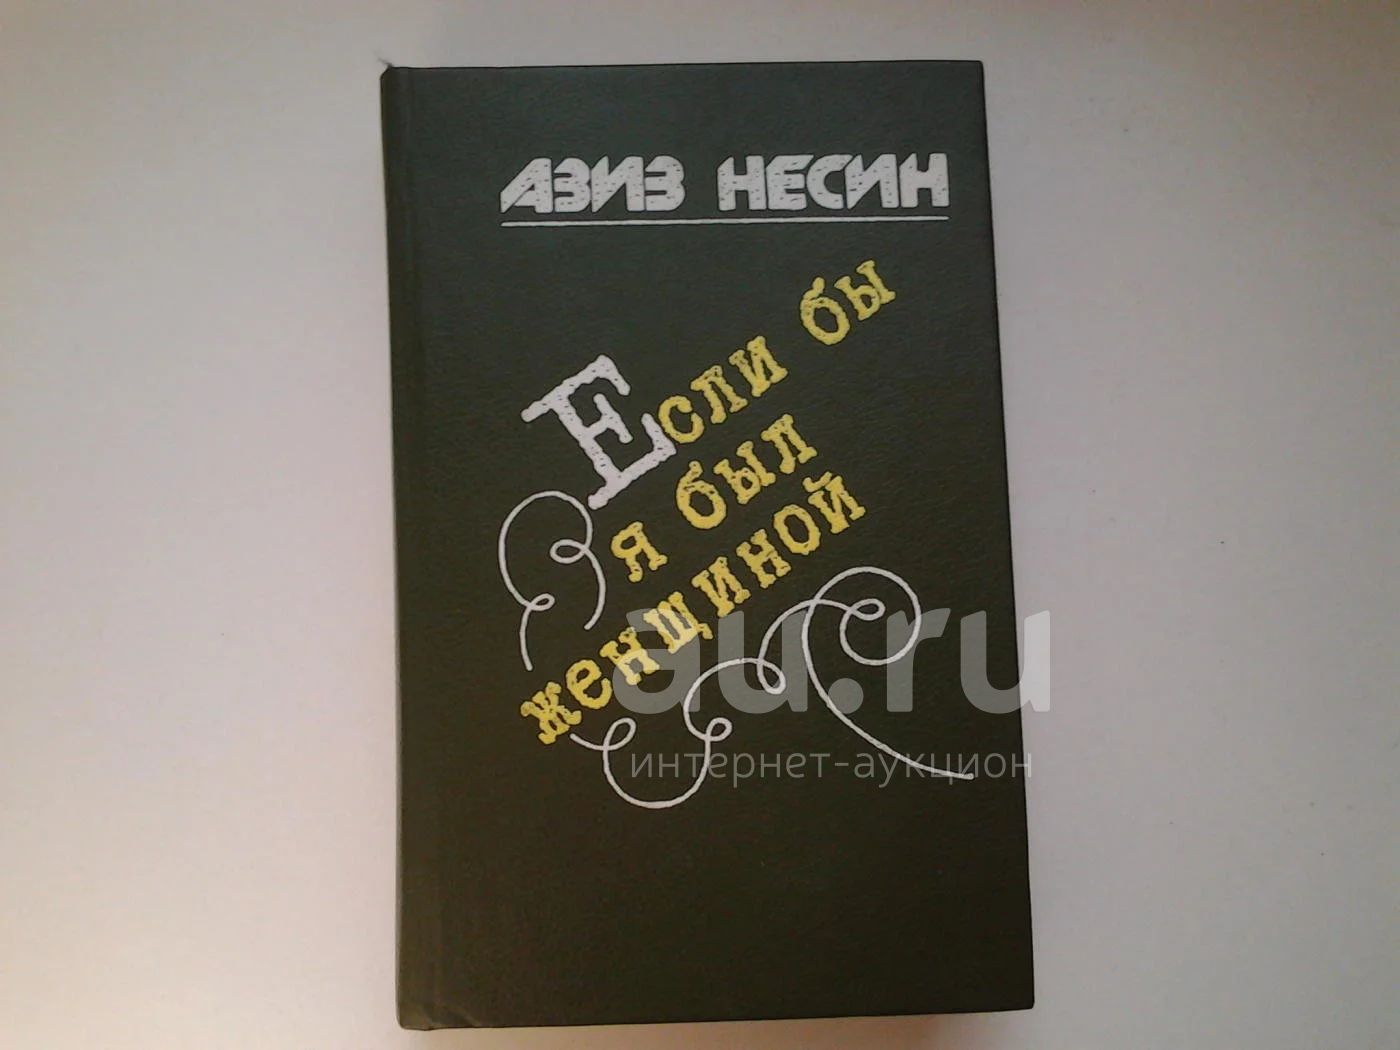 АЗИЗ НЕСИН
Если бы
я был
женщиной
au.ru
интернет-аукцион